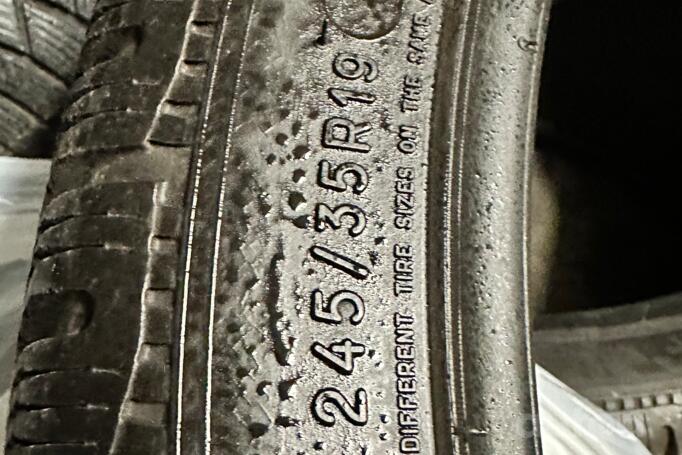 245/35R19
DIFFERENT TIRE SIZES ON THE SAME